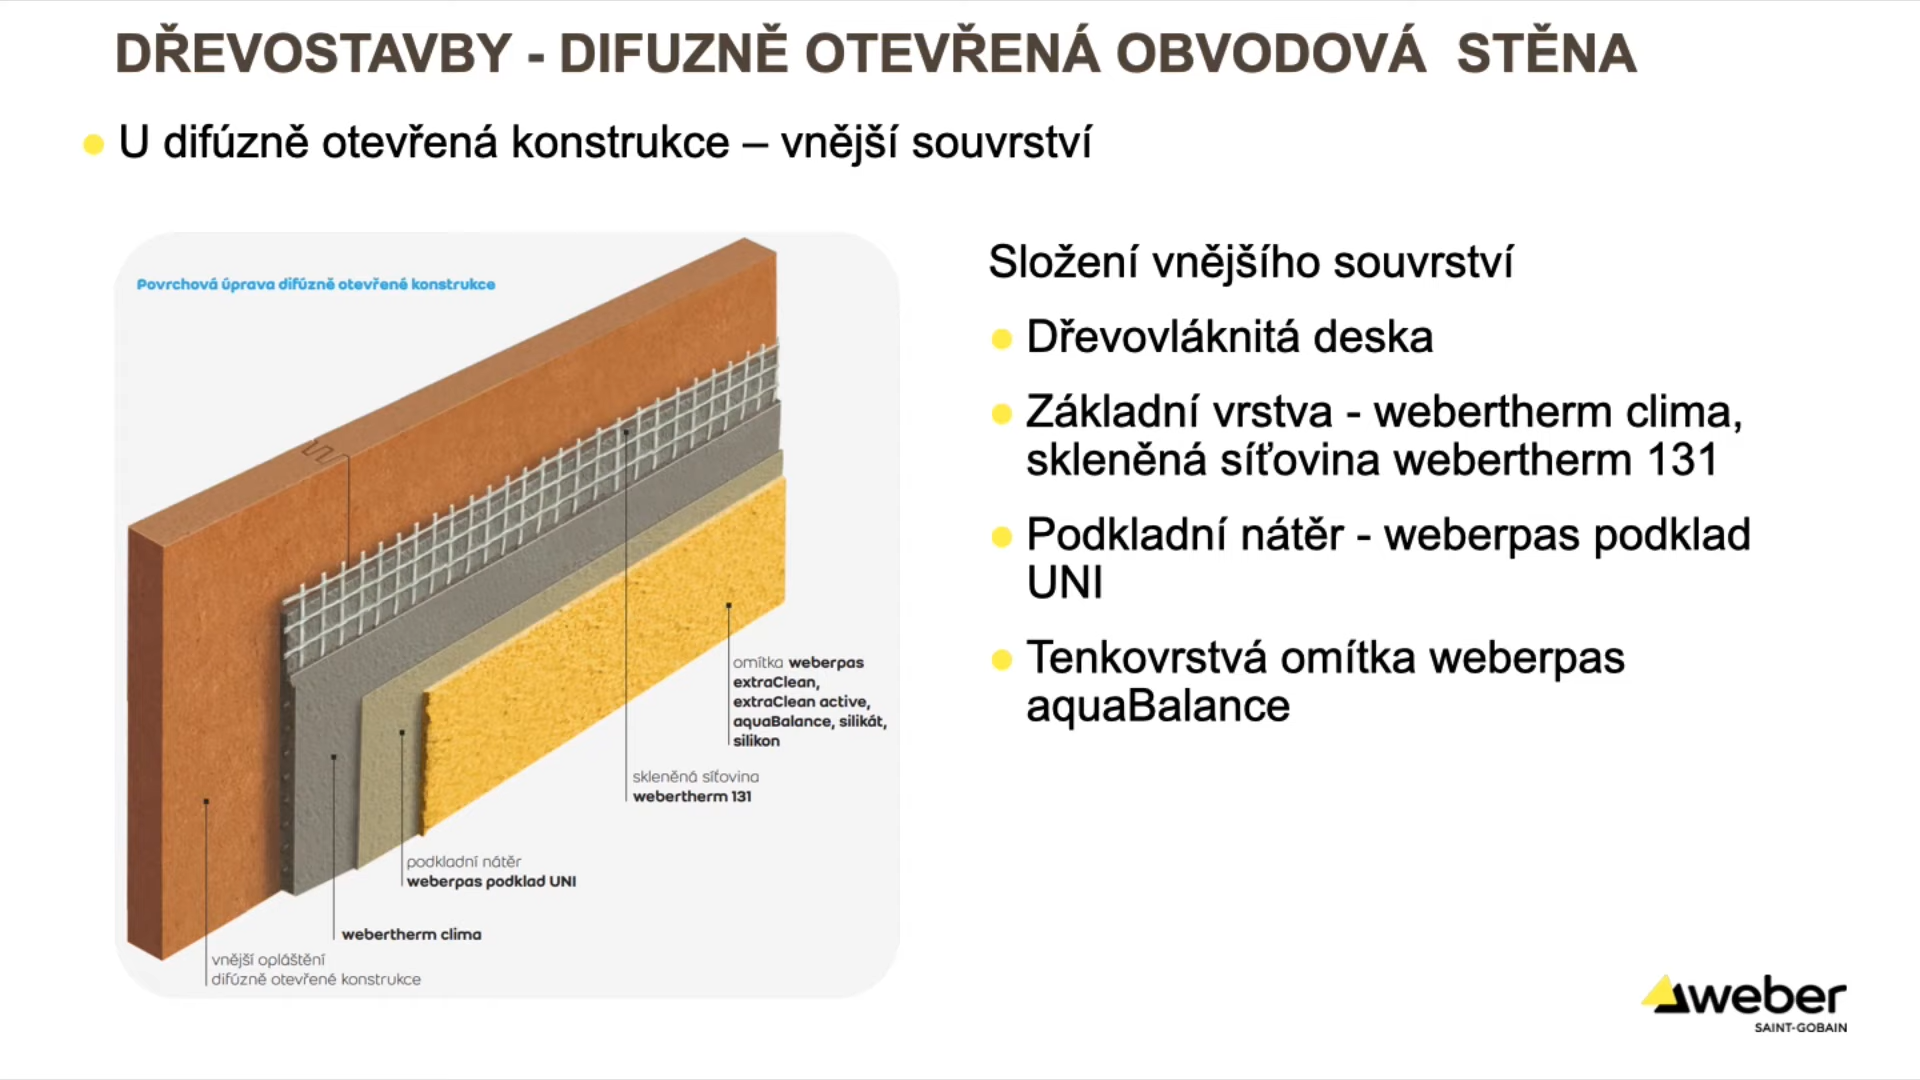 DŘEVOSTAVBY - DIFUZNĚ OTEVŘENÁ OBVODOVÁ STĚNA
U difúzně otevřená konstrukce – vnější souvrství
Povrchová úprava difúzně otevřené konstrukce
omítka weberpas
extraClean,
extraClean active,
aquaBalance, silikát,
silikon
skleněná síťovina
webertherm 131
podkladní nátěr
weberpas podklad UNI
webertherm clima
vnější opláštění
difúzně otevřené konstrukce
Složení vnějšího souvrství
Dřevovláknitá deska
Základní vrstva - webertherm clima,
skleněná síťovina webertherm 131
Podkladní nátěr - weberpas podklad
UNI
Tenkovrstvá omítka weberpas
aquaBalance
weber
SAINT-GOBAIN